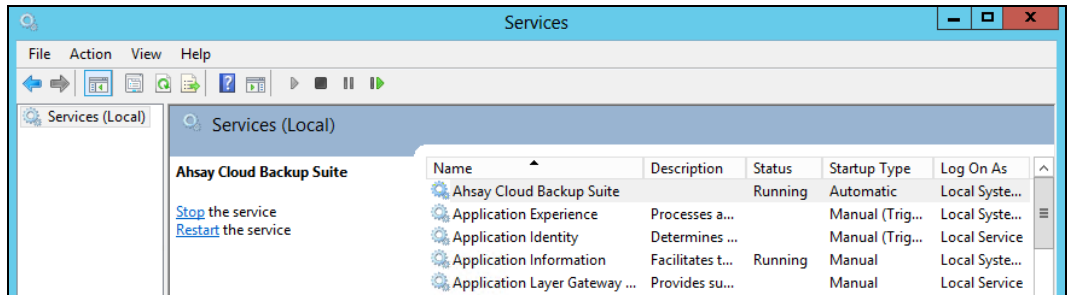 Services
File Action View Help
Services (Local)
Services (Local)
Ahsay Cloud Backup Suite
Stop the service
Restart the service
Name Description Status Startup Type Log On As
Ahsay Cloud Backup Suite Running Automatic Local Syste...
Application Experience Processes a... Manual (Trig... Local Syste...
Application Identity Determines ... Manual (Trig... Local Service
Application Information Facilitates t... Running Manual Local Syste...
Application Layer Gateway ... Provides su... Manual Local Service